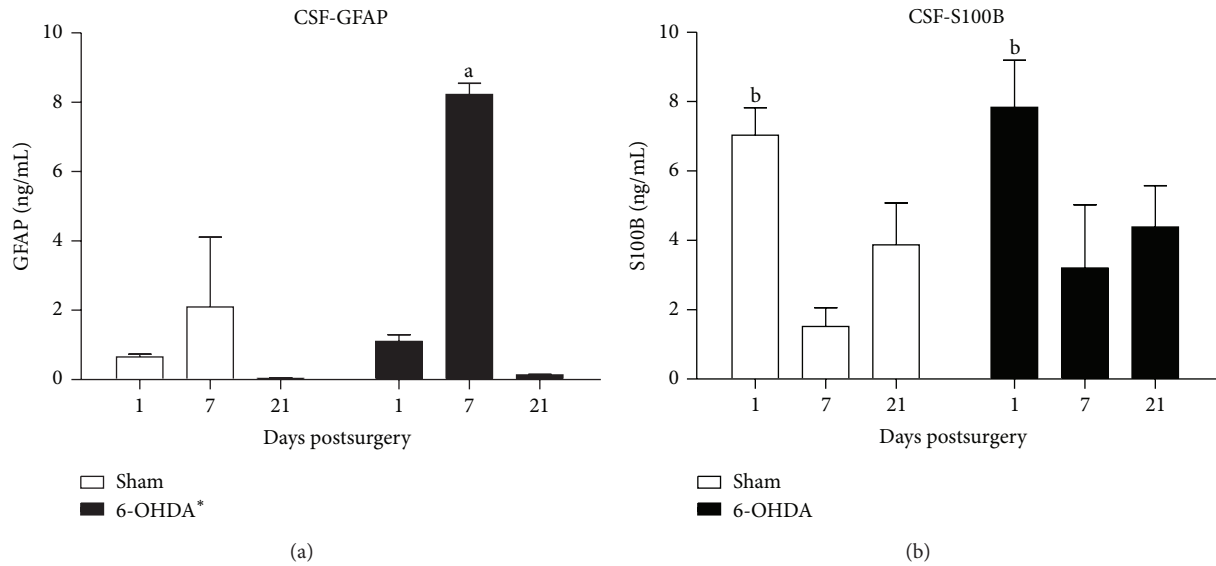 CSF-GFAP
10
8
6
4
2
0
GFAP (ng/mL)
a
1 7 21 1 7 21
Days postsurgery
Sham
6-OHDA*
(a)
CSF-S100B
10
8
6
4
2
0
S100B (ng/mL)
b
b
1 7 21 1 7 21
Days postsurgery
Sham
6-OHDA
(b)